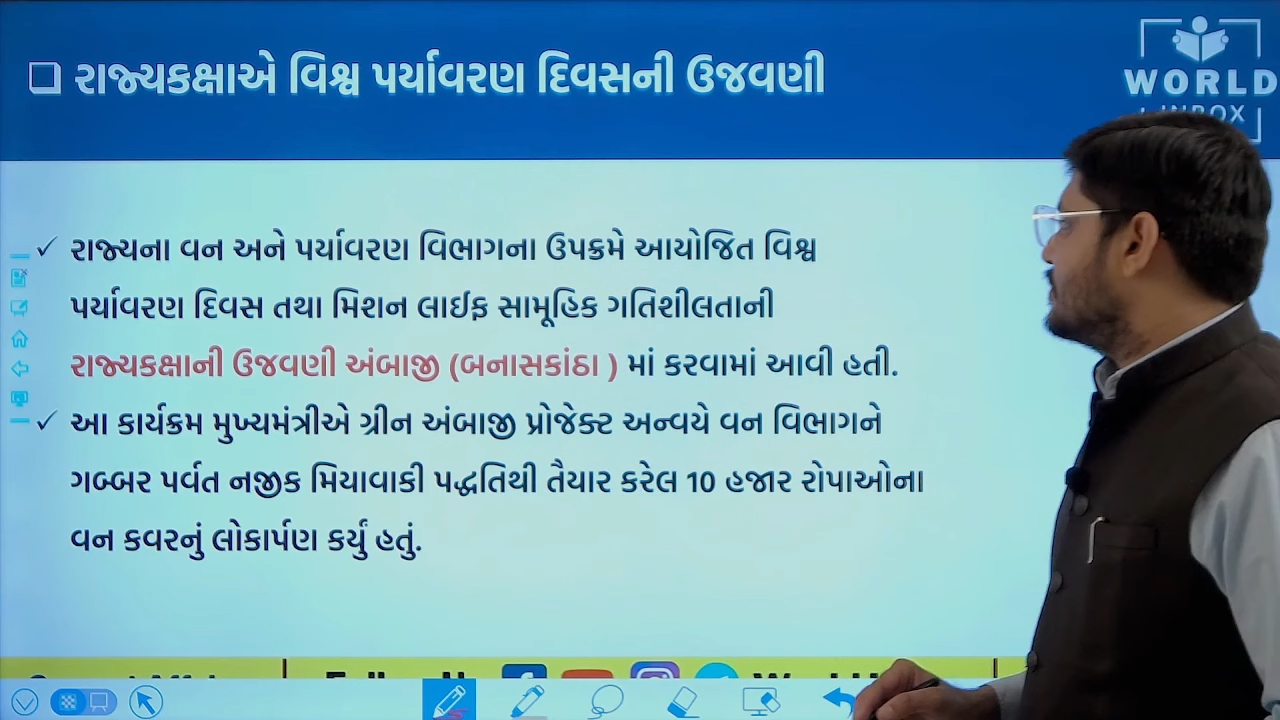 ❑ રાજ્યકક્ષાએ વિશ્વ પર્યાવરણ દિવસની ઉજવણી
WORLD
INBOX
✓ રાજ્યના વન અને પર્યાવરણ વિભાગના ઉપક્રમે આયોજિત વિશ્વ
પર્યાવરણ દિવસ તથા મિશન લાઈફ સામૂહિક ગતિશીલતાની
રાજ્યકક્ષાની ઉજવણી અંબાજી (બનાસકાંઠા ) માં કરવામાં આવી હતી.
✓ આ કાર્યક્રમ મુખ્યમંત્રીએ ગ્રીન અંબાજી પ્રોજેક્ટ અન્વયે વન વિભાગને
ગબ્બર પર્વત નજીક મિયાવાકી પદ્ધતિથી તૈયાર કરેલ 10 હજાર રોપાઓના
વન કવરનું લોકાર્પણ કર્યું હતું.